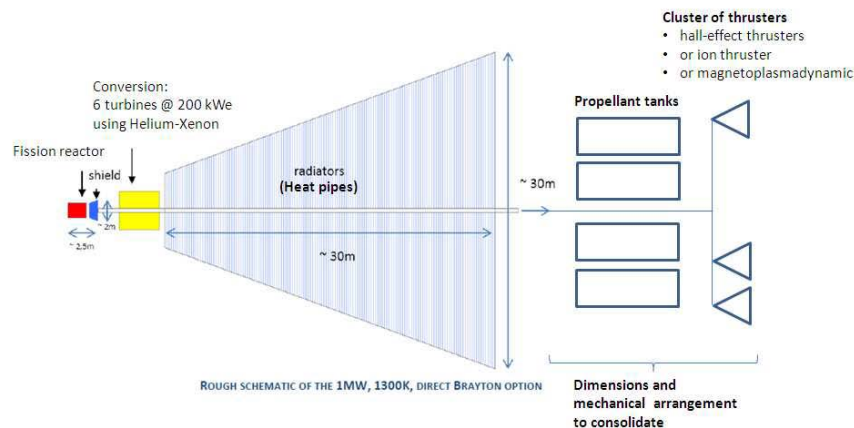 Cluster of thrusters
• hall-effect thrusters
• or ion thruster
• or magnetoplasmadynamic
Conversion:
6 turbines @ 200 kWe
using Helium-Xenon
Propellant tanks
Fission reactor
shield
radiators
(Heat pipes)
~ 30m
~ 2m
~ 2,5m
~ 30m
ROUGH SCHEMATIC OF THE 1MW, 1300K, DIRECT BRAYTON OPTION
Dimensions and
mechanical arrangement
to consolidate